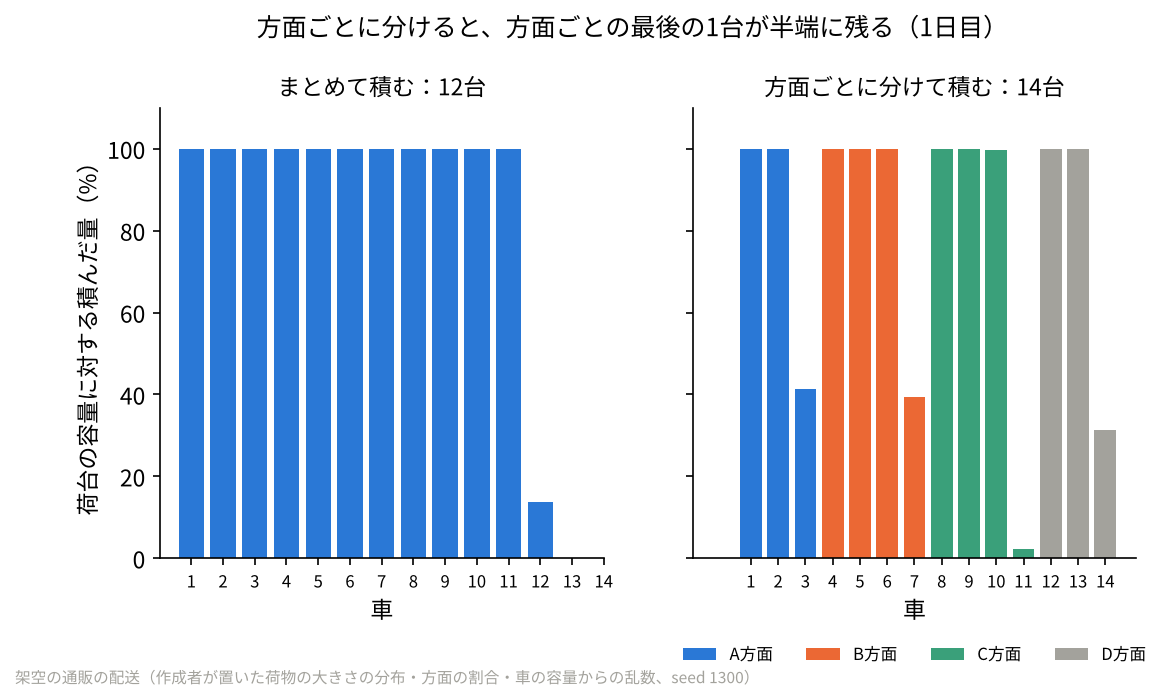 方面ごとに分けると、方面ごとの最後の1台が半端に残る（1日目）
まとめて積む：12台
方面ごとに分けて積む：14台
荷台の容量に対する積んだ量（%）
100
80
60
40
20
0
1 2 3 4 5 6 7 8 9 10 11 12 13 14
車
1 2 3 4 5 6 7 8 9 10 11 12 13 14
車
A方面 B方面 C方面 D方面
架空の通販の配送（作成者が置いた荷物の大きさの分布・方面の割合・車の容量からの乱数、seed 1300）